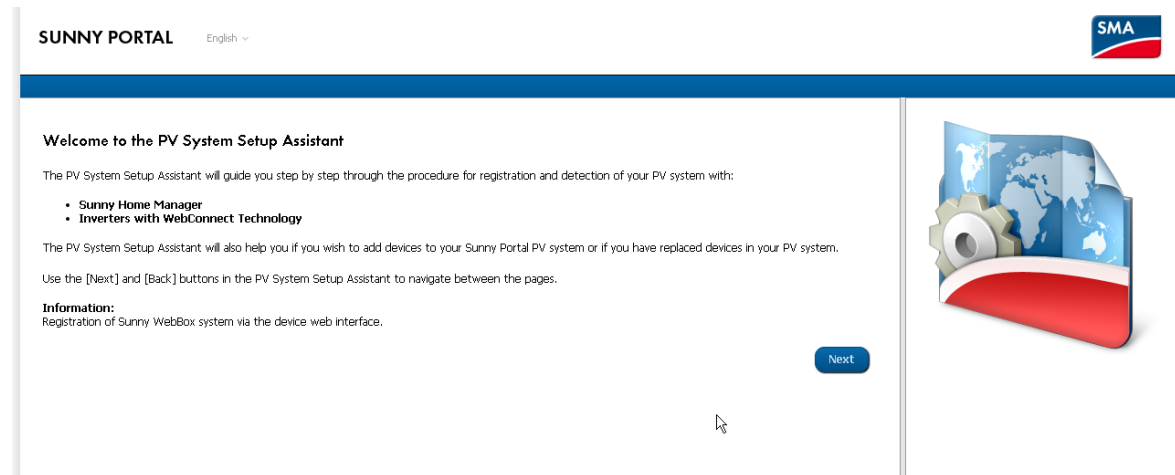 SUNNY PORTAL English
SMA
Welcome to the PV System Setup Assistant
The PV System Setup Assistant will guide you step by step through the procedure for registration and detection of your PV system with:
• Sunny Home Manager
• Inverters with WebConnect Technology
The PV System Setup Assistant will also help you if you wish to add devices to your Sunny Portal PV system or if you have replaced devices in your PV system.
Use the [Next] and [Back] buttons in the PV System Setup Assistant to navigate between the pages.
Information:
Registration of Sunny WebBox system via the device web interface.
Next